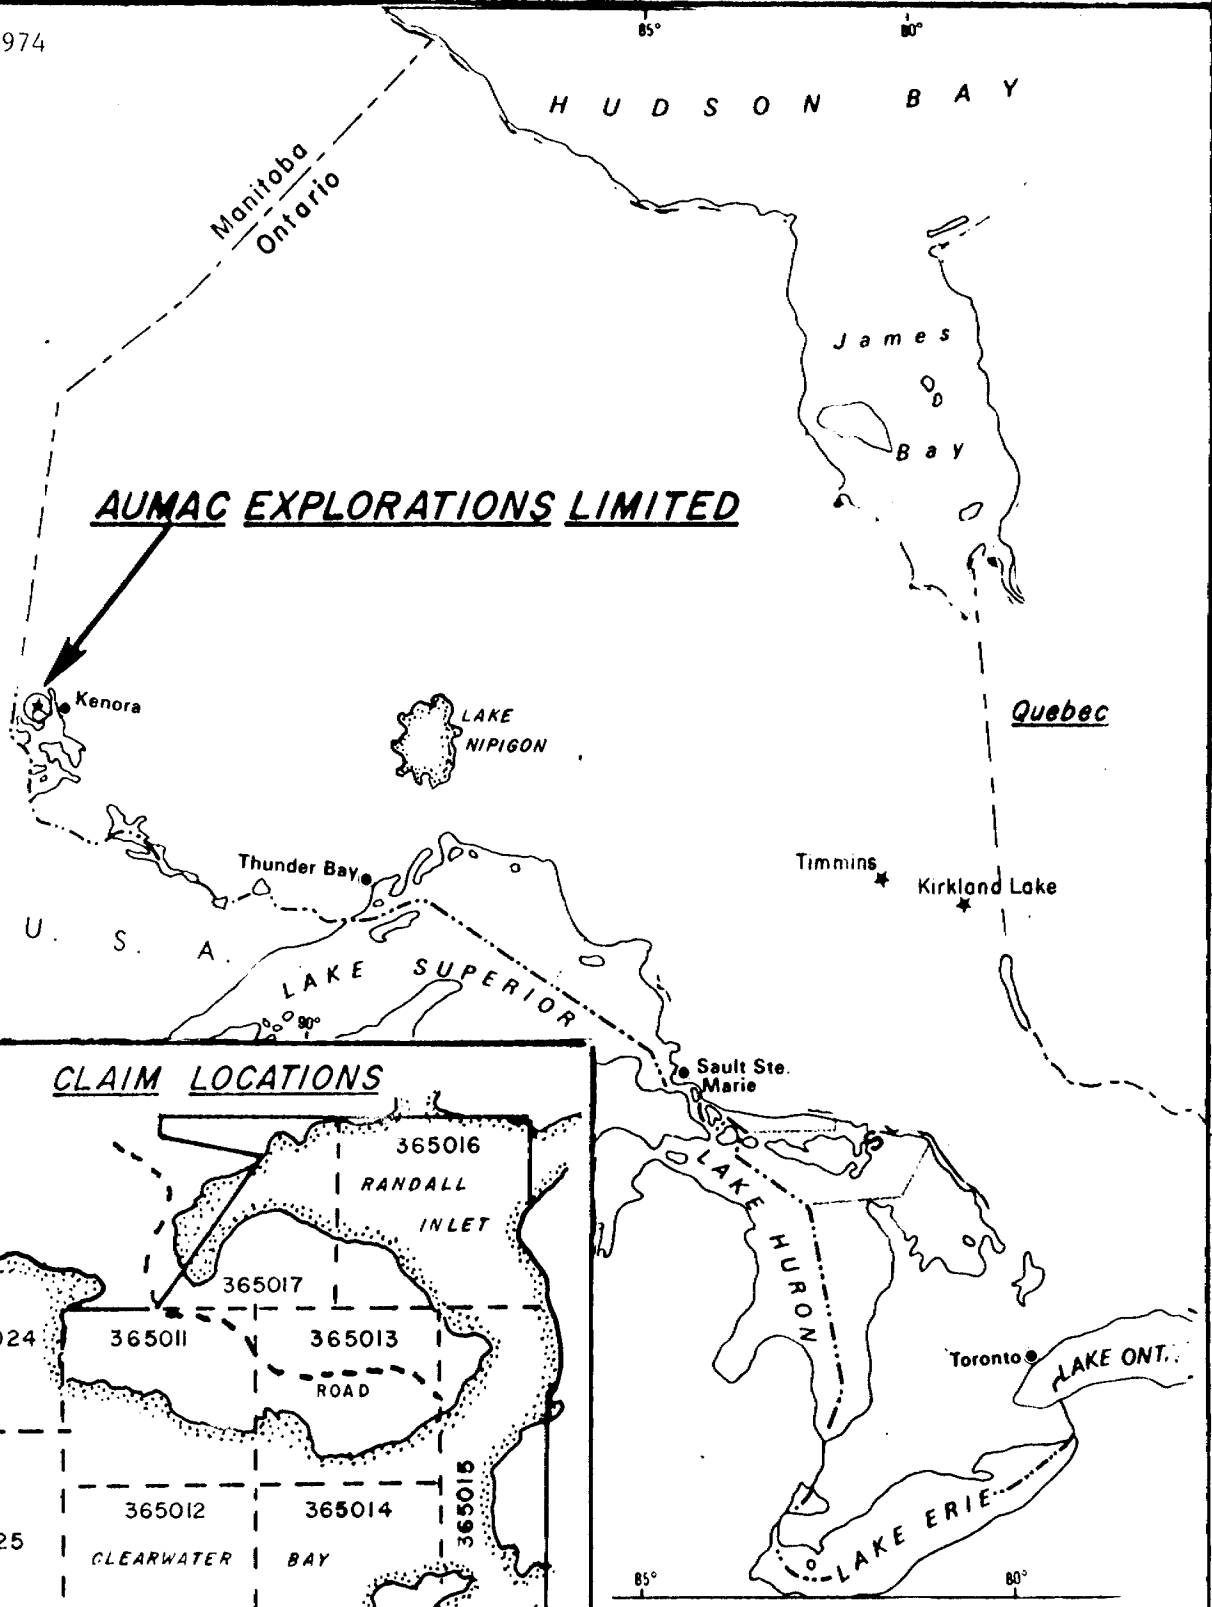 974
85°
80°
HUDSON BAY
Manitoba
Ontario
James
Bay
AUMAC EXPLORATIONS LIMITED
Kenora
LAKE
NIPIGON
Quebec
Thunder Bay
Timmins
Kirkland Lake
U. S. A.
LAKE SUPERIOR
90°
Sault Ste.
Marie
LAKE HURON
Toronto
LAKE ONT.
LAKE ERIE
85°
80°
CLAIM LOCATIONS
365016
RANDALL
INLET
365017
024
365011
365013
ROAD
365012
365014
365015
25
CLEARWATER BAY